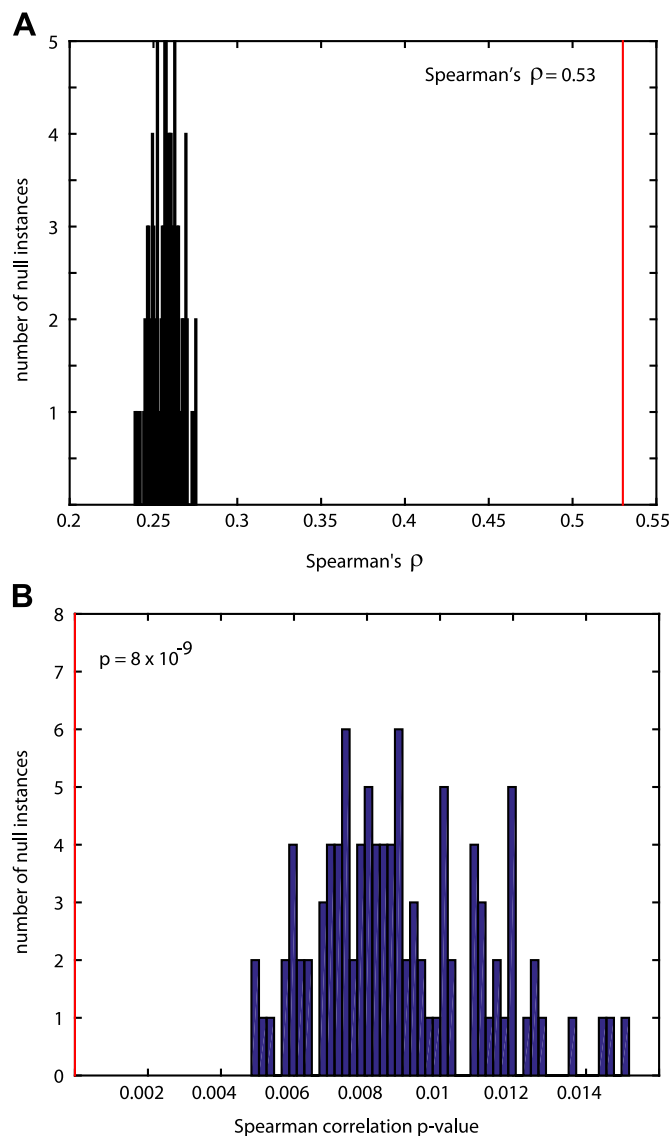 A
5
4
3
2
1
number of null instances
Spearman's ρ = 0.53
0.2 0.25 0.3 0.35 0.4 0.45 0.5 0.55
Spearman's ρ
B
8
7
6
5
4
3
2
1
0
number of null instances
p = 8 x 10-9
0.002 0.004 0.006 0.008 0.01 0.012 0.014
Spearman correlation p-value